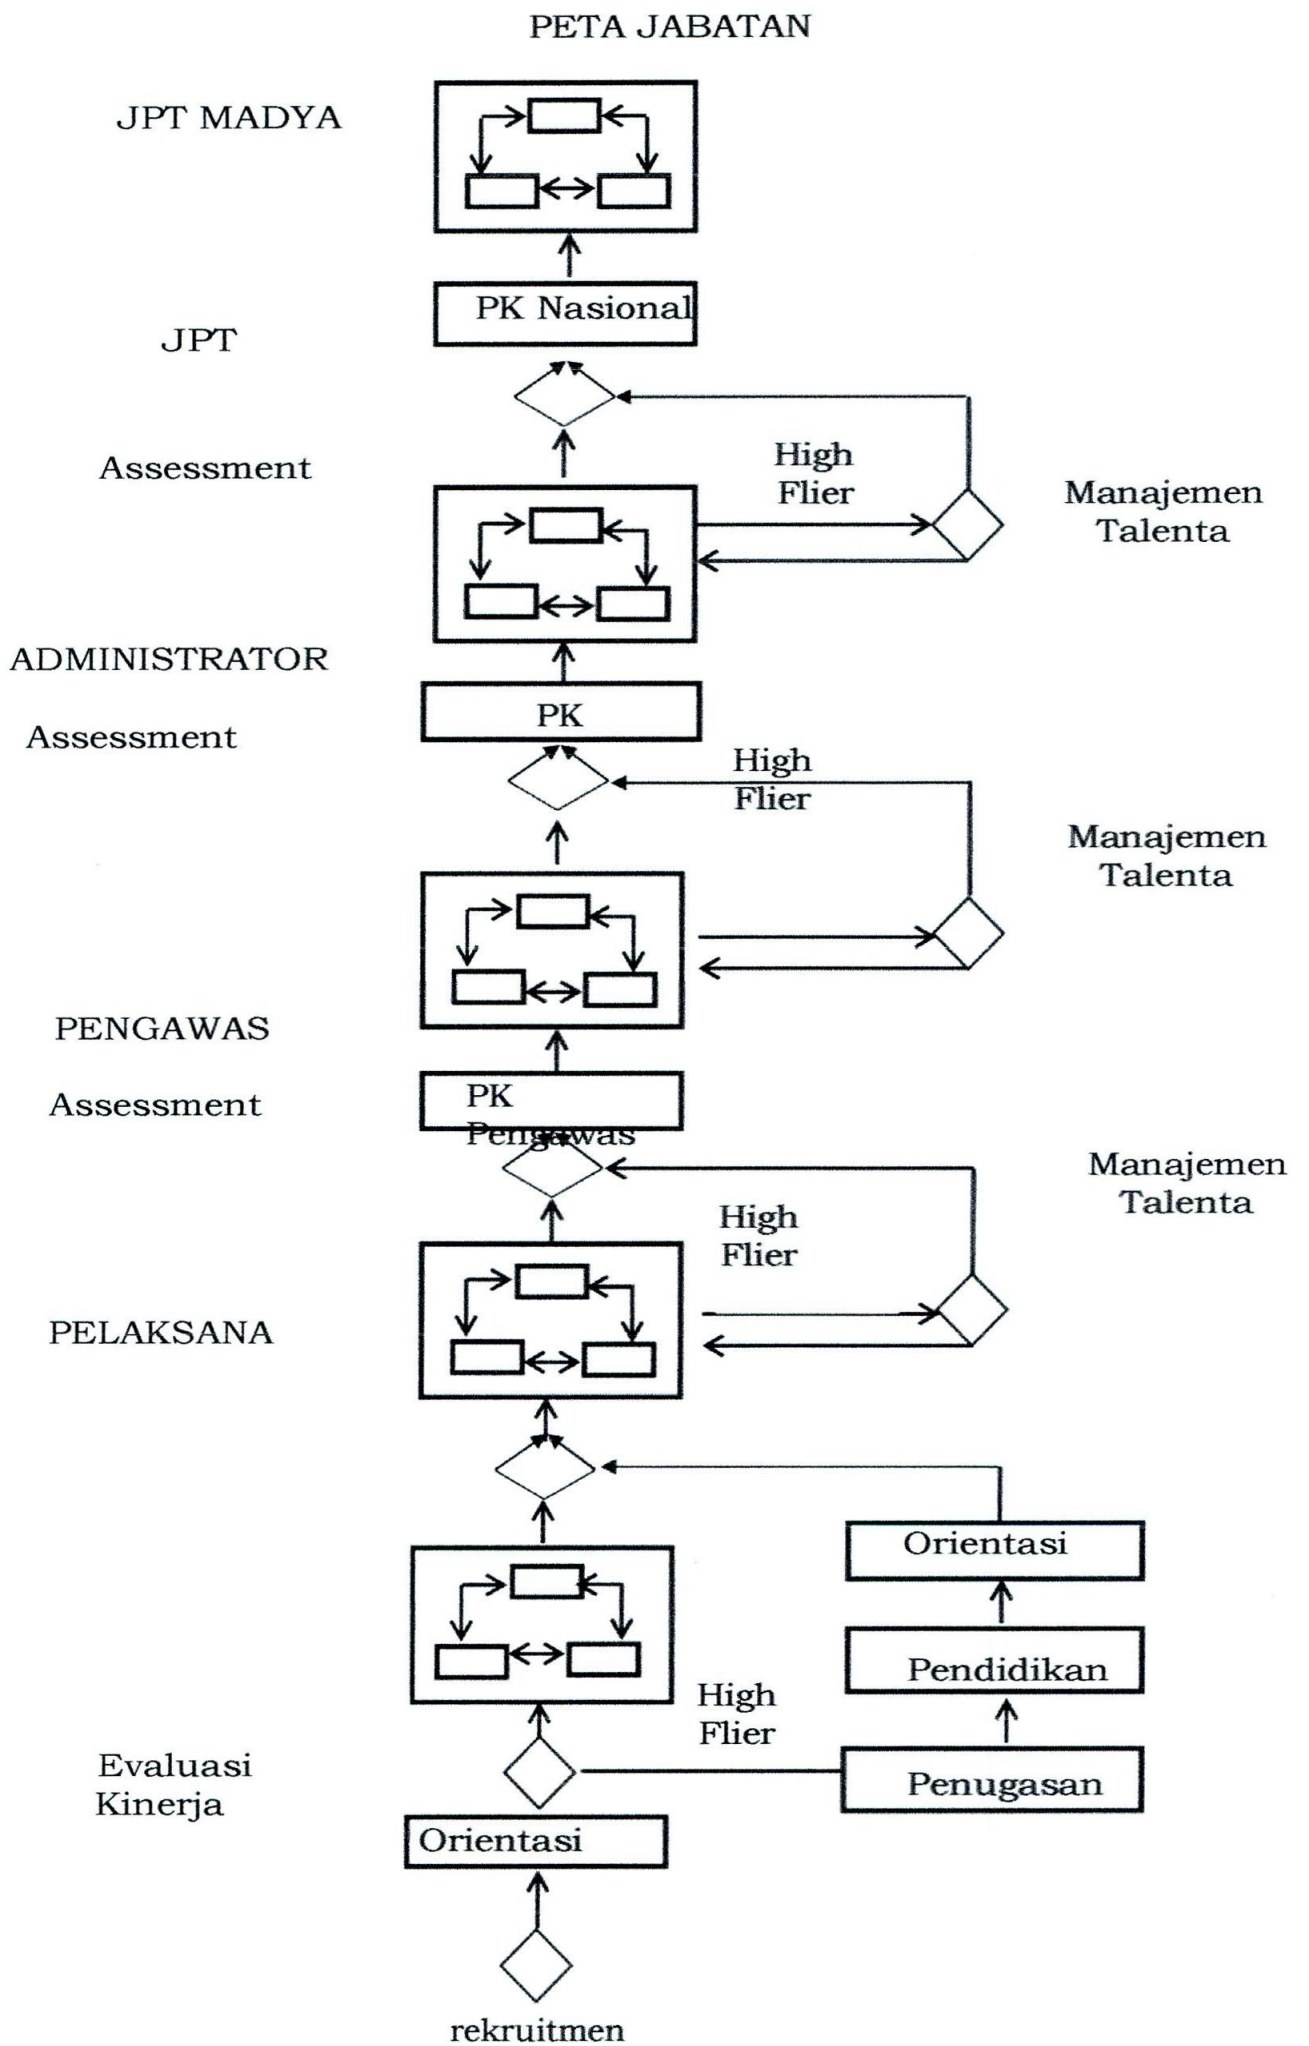 PETA JABATAN
JPT MADYA
PK Nasional
JPT
Assessment
High
Flier
Manajemen
Talenta
ADMINISTRATOR
PK
Assessment
High
Flier
Manajemen
Talenta
PENGAWAS
PK
Pengawas
Assessment
Manajemen
Talenta
High
Flier
PELAKSANA
Orientasi
Pendidikan
High
Flier
Evaluasi
Kinerja
Penugasan
Orientasi
rekruitmen